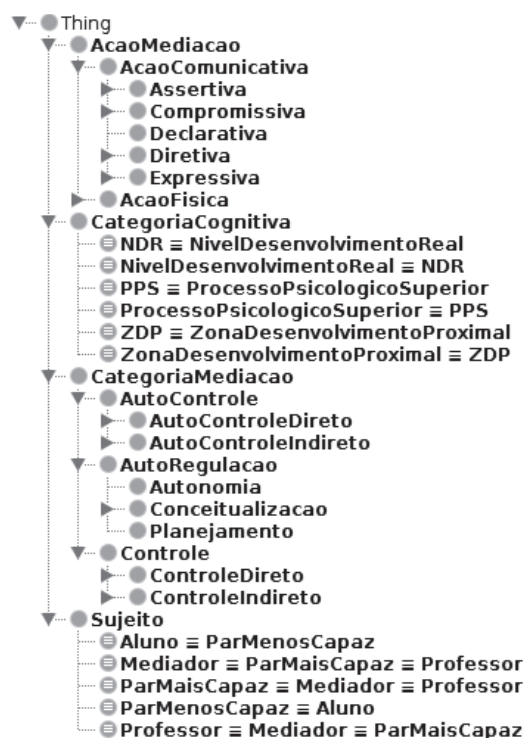 Thing
AcaoMediacao
AcaoComunicativa
Assertiva
Compromissiva
Declarativa
Diretiva
Expressiva
AcaoFisica
CategoriaCognitiva
NDR ≡ NivelDesenvolvimentoReal
NivelDesenvolvimentoReal ≡ NDR
PPS ≡ ProcessoPsicologicoSuperior
ProcessoPsicologicoSuperior ≡ PPS
ZDP ≡ ZonaDesenvolvimentoProximal
ZonaDesenvolvimentoProximal ≡ ZDP
CategoriaMediacao
AutoControle
AutoControleDireto
AutoControleIndireto
AutoRegulacao
Autonomia
Conceitualizacao
Planejamento
Controle
ControleDireto
ControleIndireto
Sujeito
Aluno ≡ ParMenosCapaz
Mediador ≡ ParMaisCapaz ≡ Professor
ParMaisCapaz ≡ Mediador ≡ Professor
ParMenosCapaz ≡ Aluno
Professor ≡ Mediador ≡ ParMaisCapaz